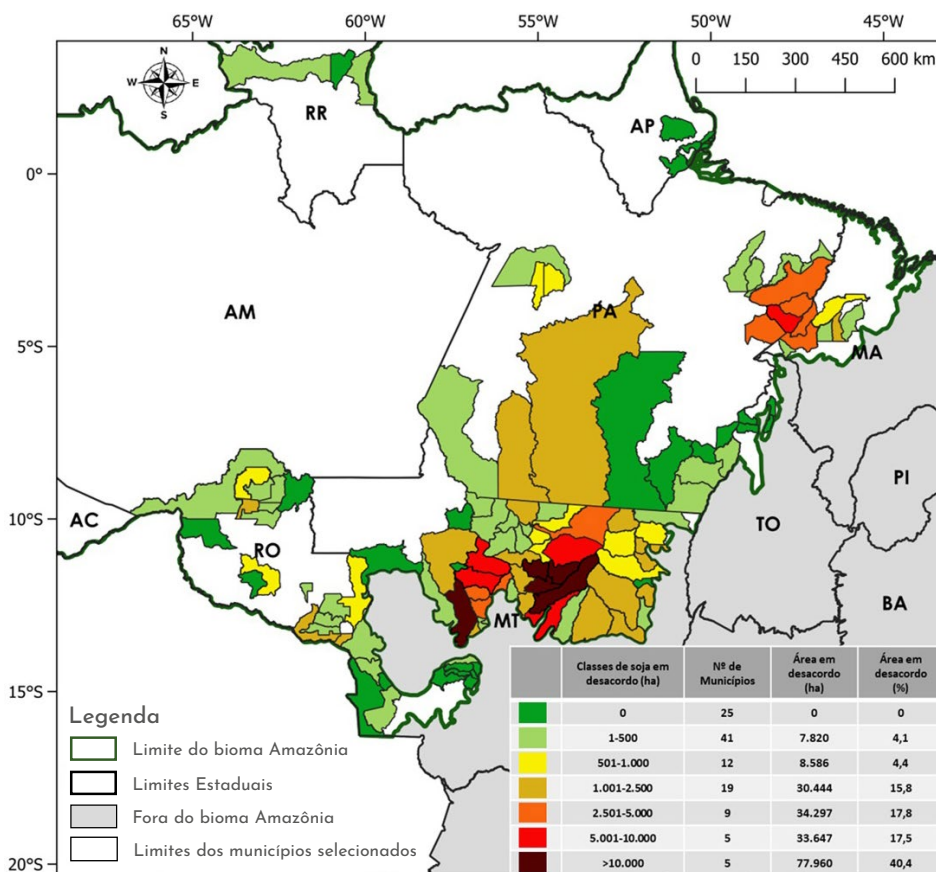 65°W 60°W 55°W 50°W 45°W
N
W E
S
0 150 300 450 600 km
RR
AP
0°
AM
PA
5°S
MA
PI
10°S
AC
RO
TO
MT
BA
15°S
20°S
Legenda
Limite do bioma Amazônia
Limites Estaduais
Fora do bioma Amazônia
Limites dos municípios selecionados
Classes de soja em desacordo (ha) Nº de Municípios Área em desacordo (ha) Área em desacordo (%)
0 25 0 0
1-500 41 7.820 4,1
501-1.000 12 8.586 4,4
1.001-2.500 19 30.444 15,8
2.501-5.000 9 34.297 17,8
5.001-10.000 5 33.647 17,5
>10.000 5 77.960 40,4